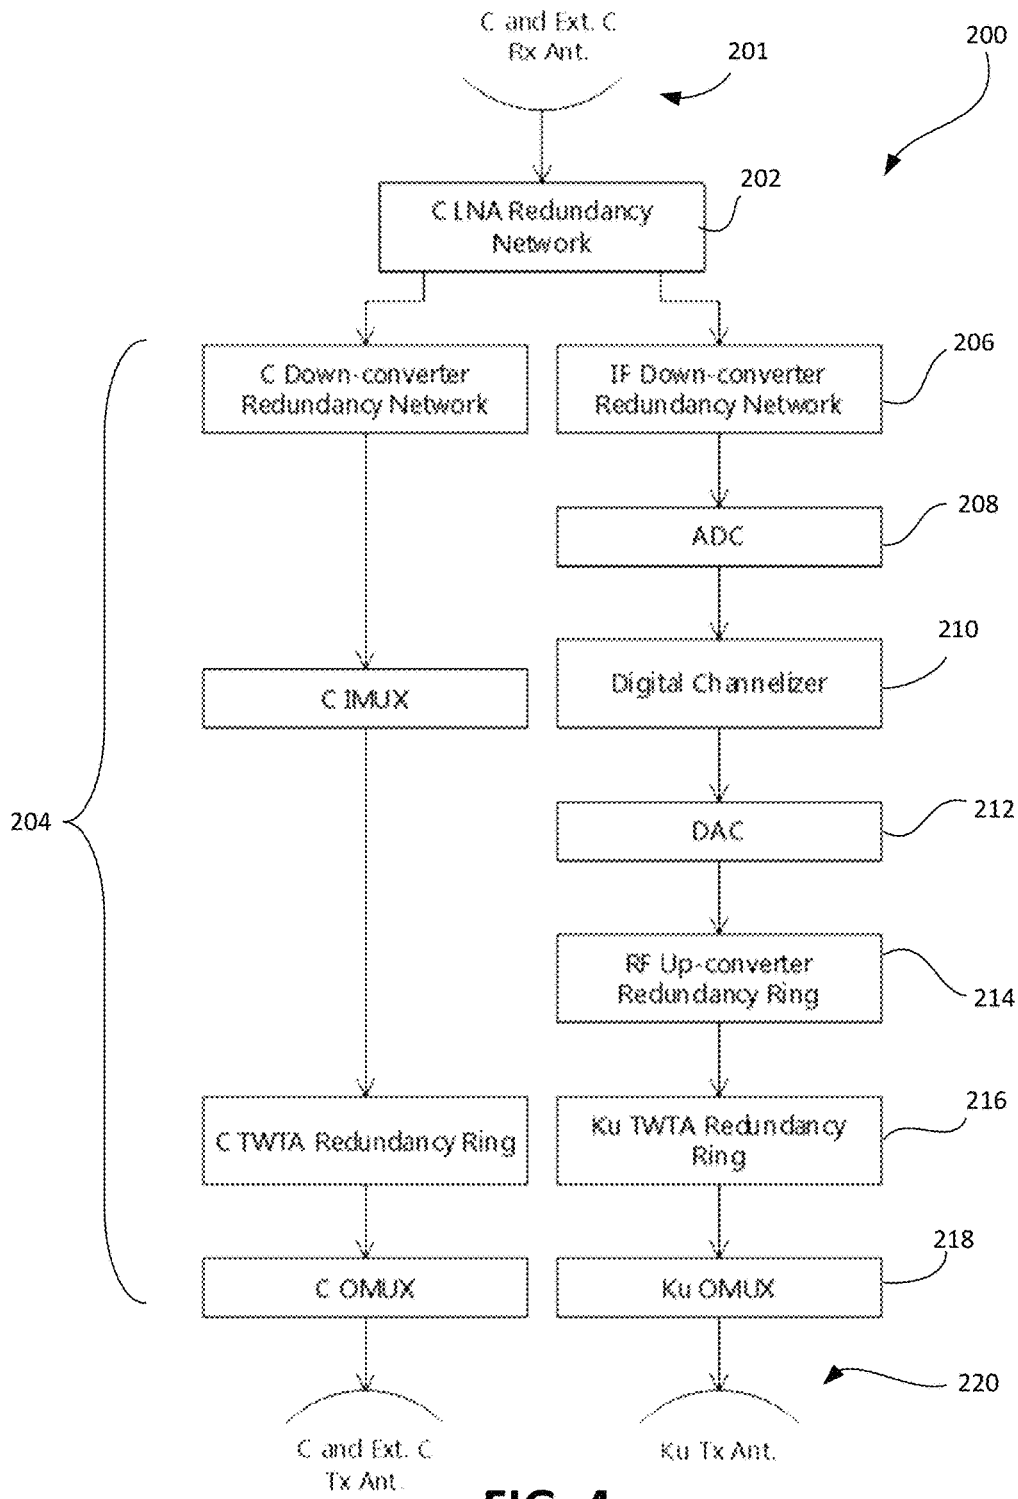 C and Ext. C
Rx Ant.
201
200
202
C LNA Redundancy
Network
206
C Down-converter
Redundancy Network
IF Down-converter
Redundancy Network
208
ADC
210
Digital Channelizer
C IMUX
204
212
DAC
RF Up-converter
Redundancy Ring
214
216
C TWTA Redundancy Ring
Ku TWTA Redundancy
Ring
218
C OMUX
Ku OMUX
220
C and Ext. C
Tx Ant.
Ku Tx Ant.
FIG. 4